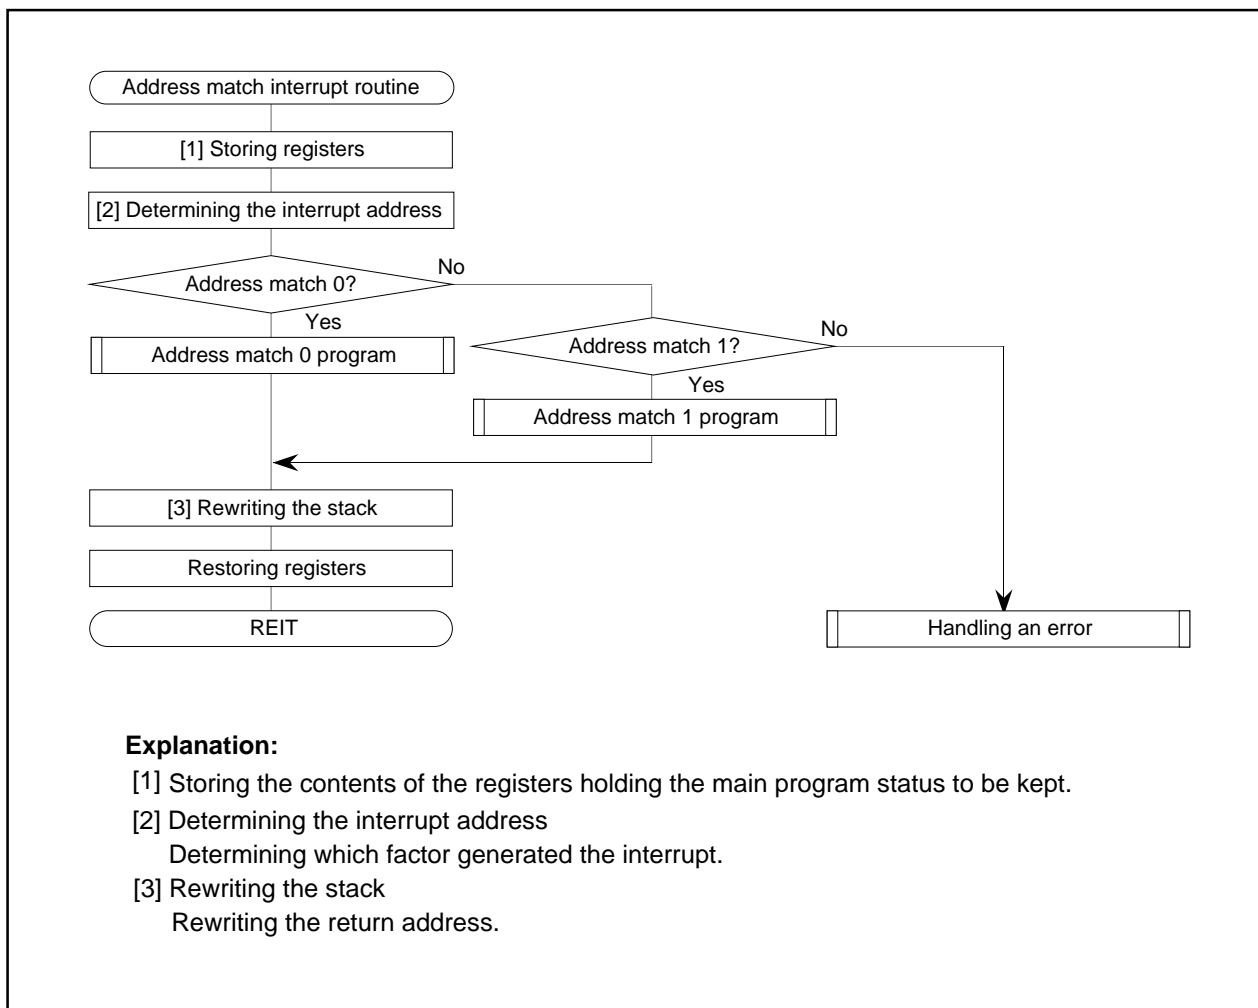 Address match interrupt routine
[1] Storing registers
[2] Determining the interrupt address
Address match 0?
No
Yes
Address match 0 program
Address match 1?
No
Yes
Address match 1 program
[3] Rewriting the stack
Restoring registers
REIT
Handling an error
Explanation:
[1] Storing the contents of the registers holding the main program status to be kept.
[2] Determining the interrupt address
Determining which factor generated the interrupt.
[3] Rewriting the stack
Rewriting the return address.